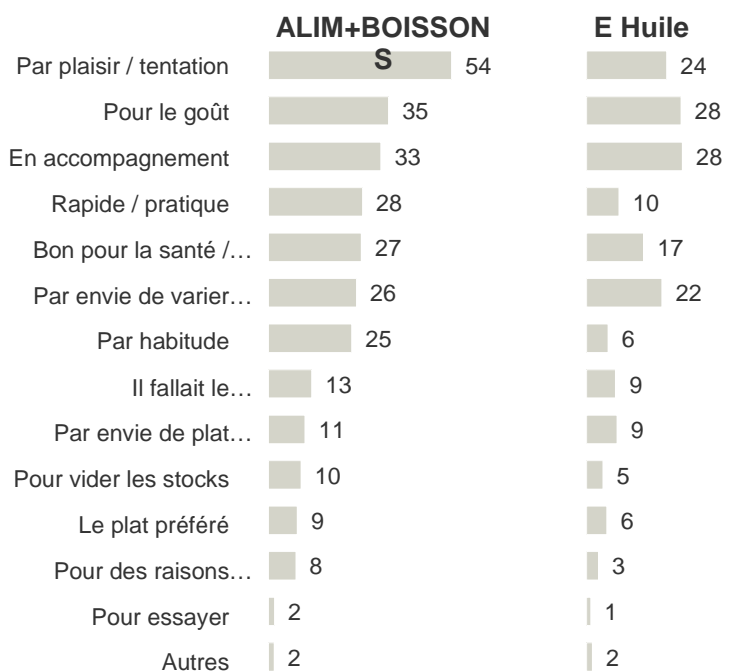 ALIM+BOISSON
S
E Huile
Par plaisir / tentation 54 24
Pour le goût 35 28
En accompagnement 33 28
Rapide / pratique 28 10
Bon pour la santé /… 27 17
Par envie de varier… 26 22
Par habitude 25 6
Il fallait le… 13 9
Par envie de plat… 11 9
Pour vider les stocks 10 5
Le plat préféré 9 6
Pour des raisons… 8 3
Pour essayer 2 1
Autres 2 2